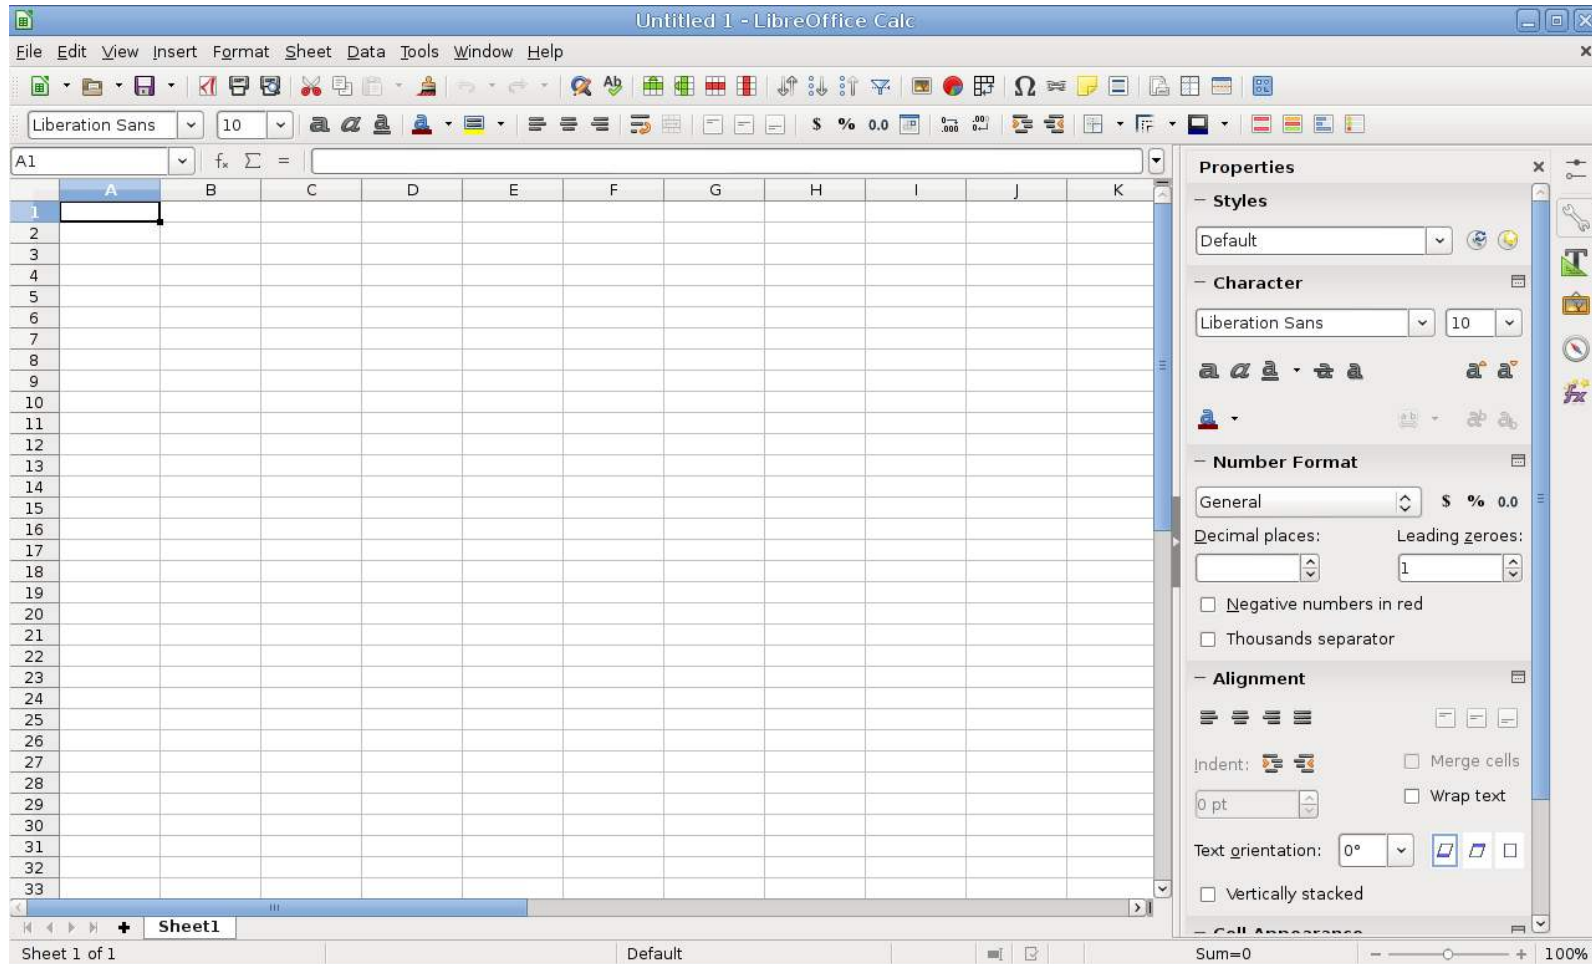 Untitled 1 - LibreOffice Calc
File Edit View Insert Format Sheet Data Tools Window Help
Liberation Sans 10 $ % 0.0
A1
A B C D E F G H I J K
1
2
3
4
5
6
7
8
9
10
11
12
13
14
15
16
17
18
19
20
21
22
23
24
25
26
27
28
29
30
31
32
33
Properties
Styles
Default
Character
Liberation Sans 10
Number Format
General $ % 0.0
Decimal places: Leading zeroes:
1
Negative numbers in red
Thousands separator
Alignment
Indent: Merge cells
0 pt Wrap text
Text orientation: 0°
Vertically stacked
Cell Appearance
Sheet1
Sheet 1 of 1 Default Sum=0 100%